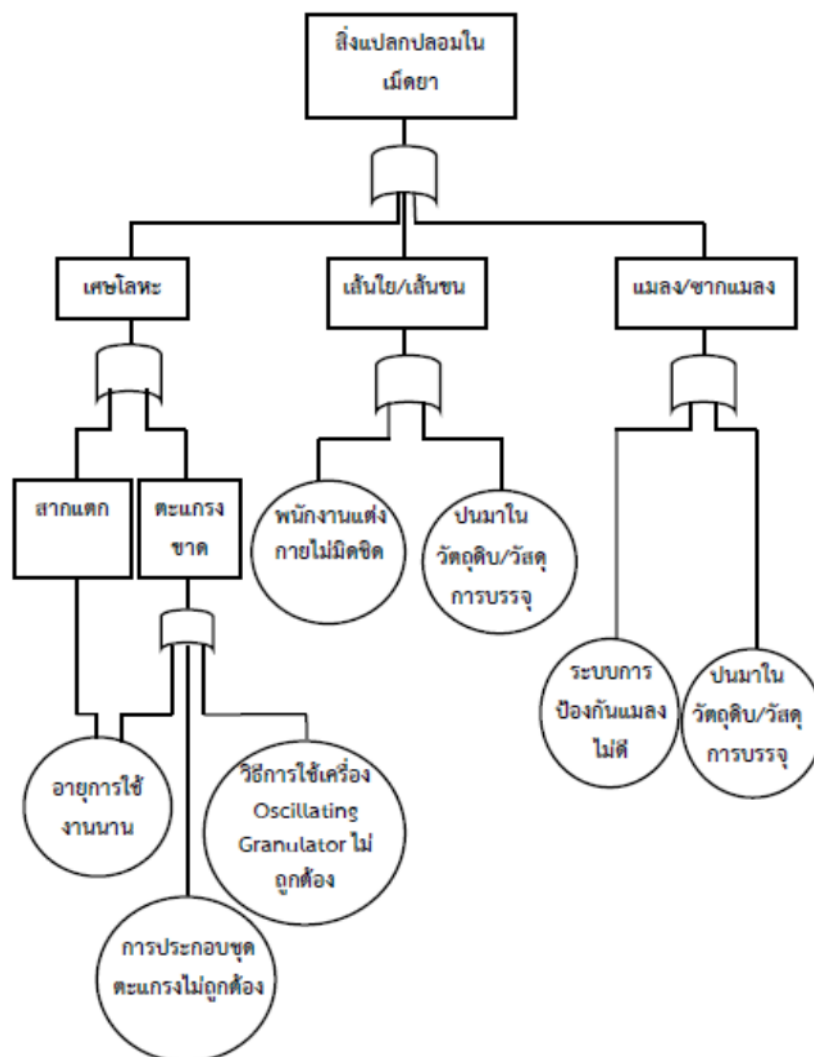 สิ่งแปลกปลอมใน
เม็ดยา
เศษโลหะ
เส้นใย/เส้นขน
แมลง/ซากแมลง
สากแตก
ตะแกรง
ขาด
พนักงานแต่ง
กายไม่มิดชิด
ปนมาใน
วัตถุดิบ/วัสดุ
การบรรจุ
ระบบการ
ป้องกันแมลง
ไม่ดี
ปนมาใน
วัตถุดิบ/วัสดุ
การบรรจุ
อายุการใช้
งานนาน
วิธีการใช้เครื่อง
Oscillating
Granulator ไม่
ถูกต้อง
การประกอบชุด
ตะแกรงไม่ถูกต้อง